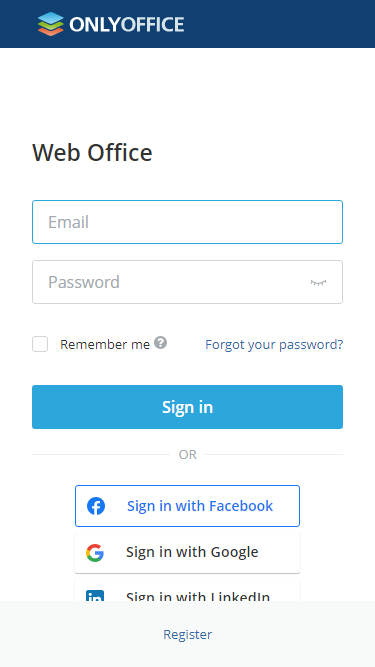 ONLYOFFICE
Web Office
Email
Password
Remember me ?
Forgot your password?
Sign in
OR
Sign in with Facebook
Sign in with Google
in Sign in with LinkedIn
Register